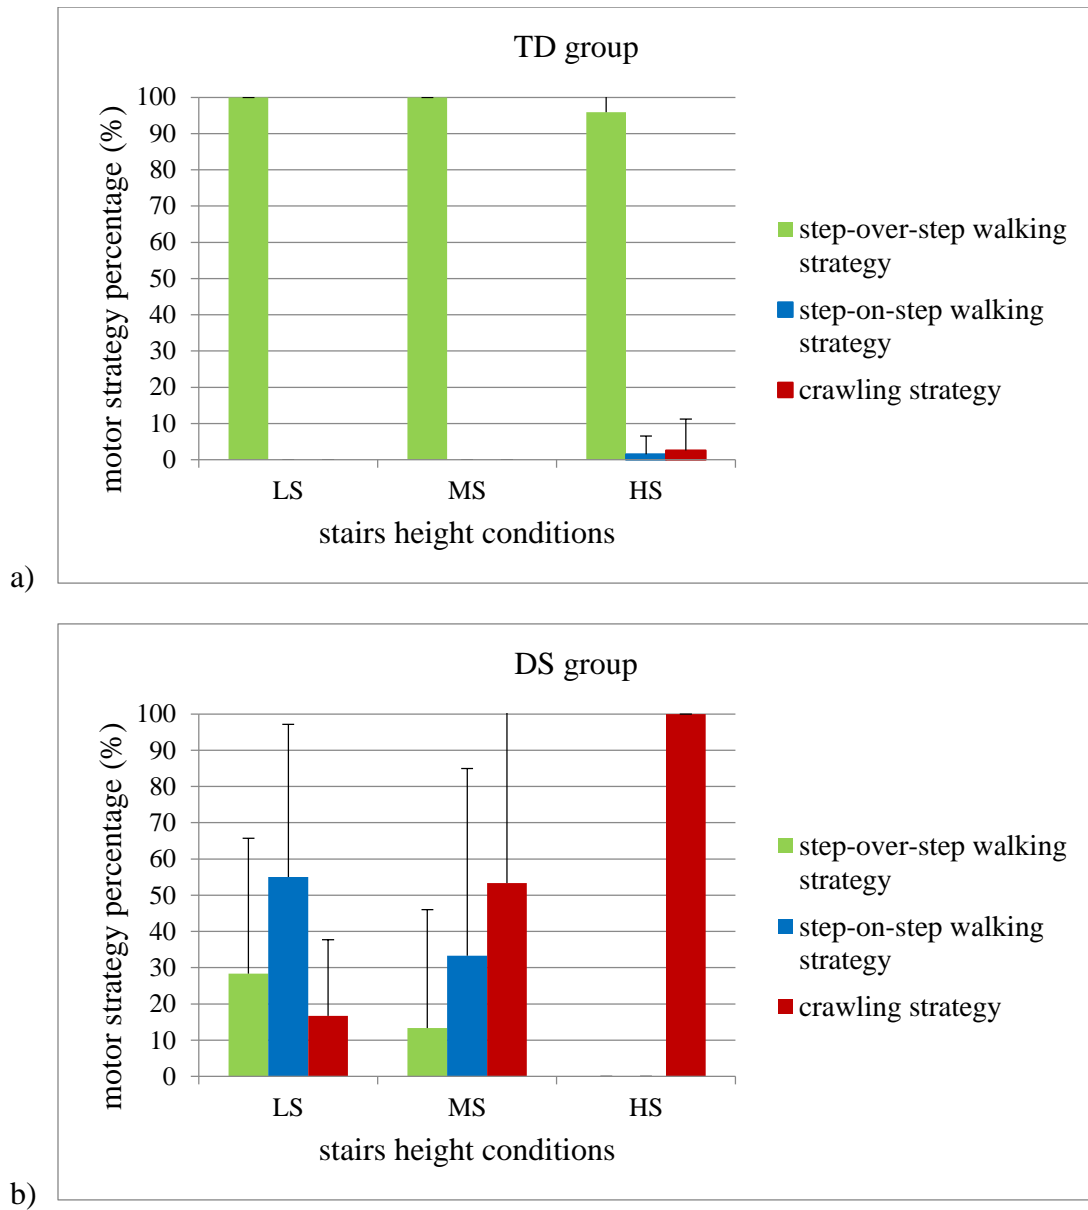 TD group
motor strategy percentage (%)
100
90
80
70
60
50
40
30
20
10
0
LS MS HS
stairs height conditions
step-over-step walking
strategy
step-on-step walking
strategy
crawling strategy
a)
DS group
motor strategy percentage (%)
100
90
80
70
60
50
40
30
20
10
0
LS MS HS
stairs height conditions
step-over-step walking
strategy
step-on-step walking
strategy
crawling strategy
b)